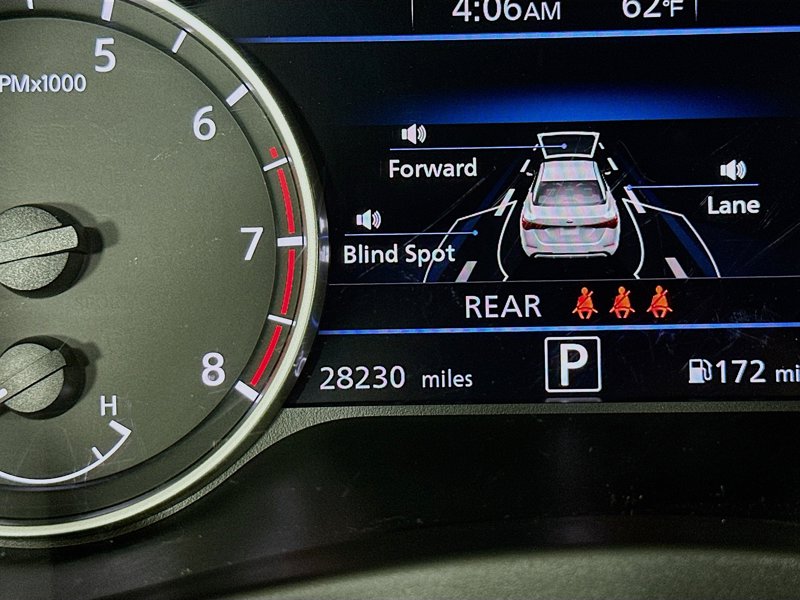 4:06AM 62°F
5
PMx1000
6
Forward
Lane
7
Blind Spot
REAR
8
28230 miles P 172 mi
H